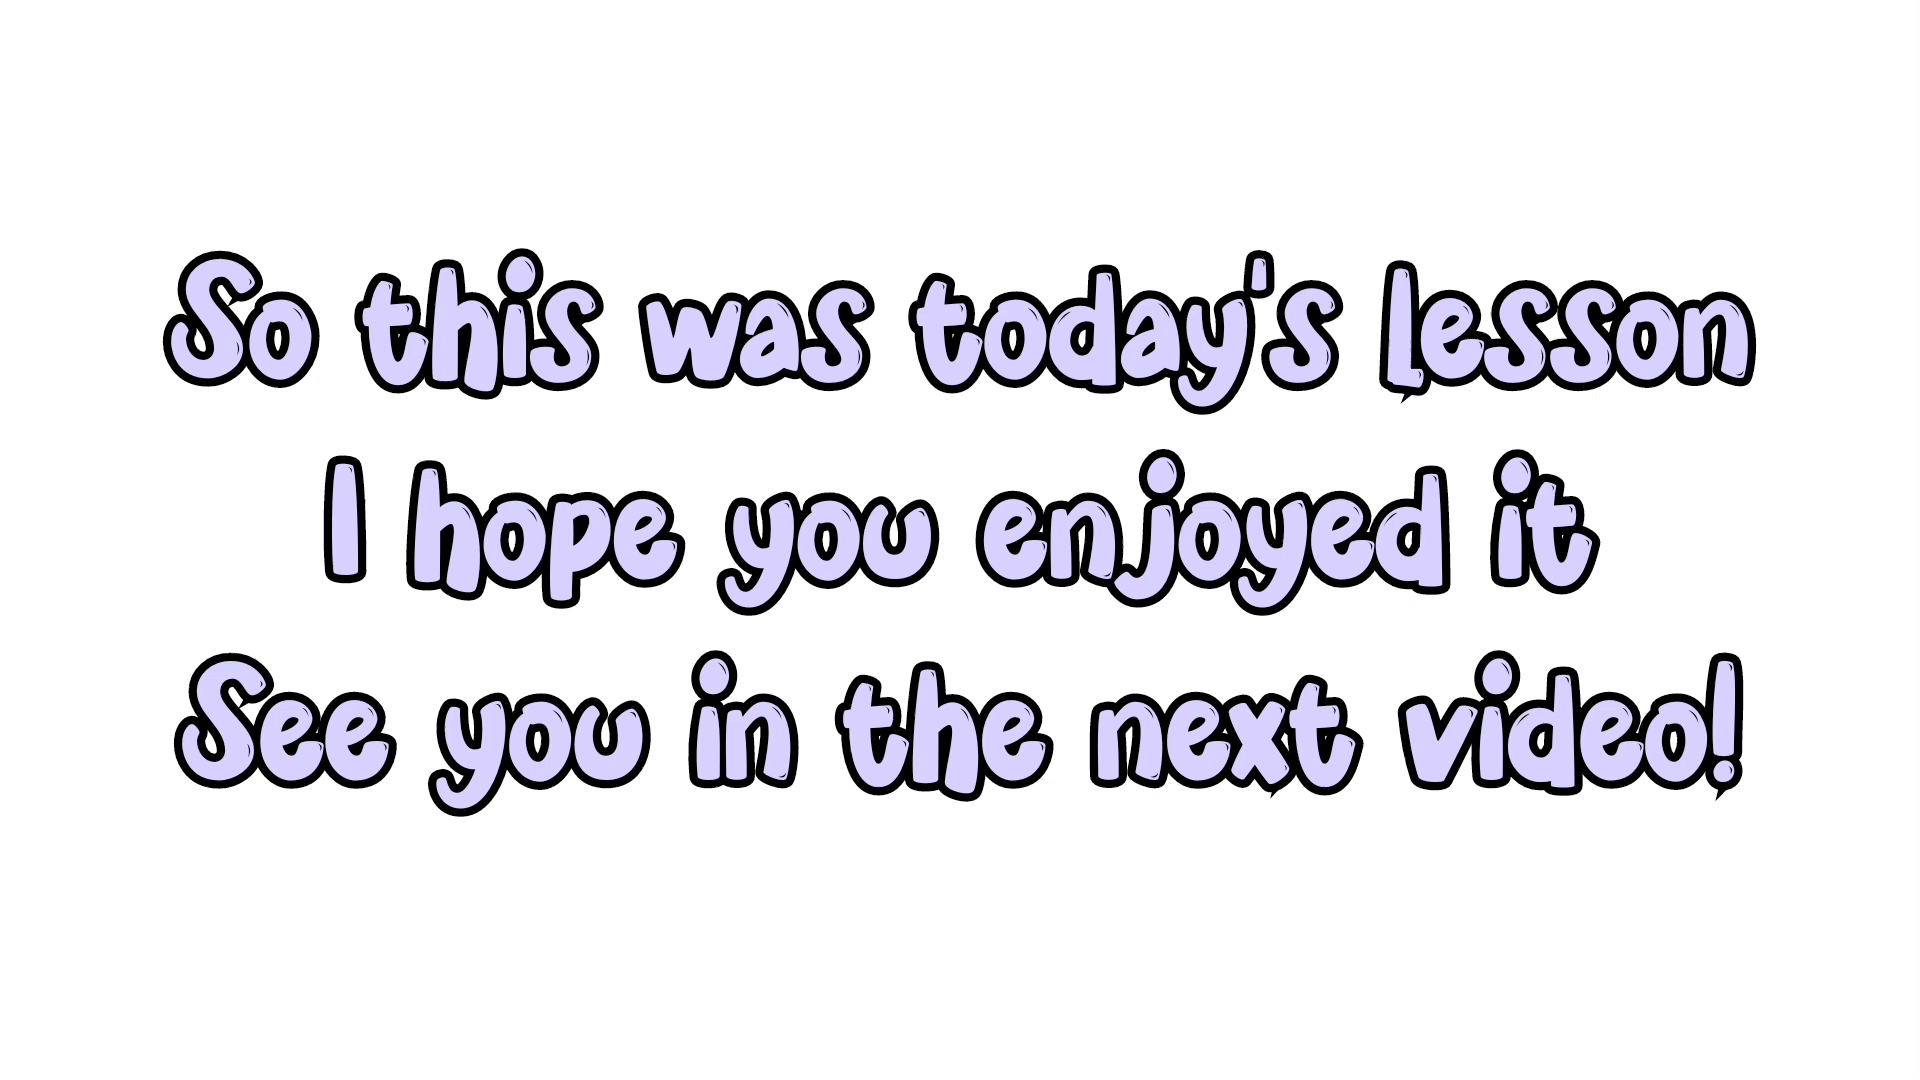 So this was today's lesson
I hope you enjoyed it
See you in the next video!